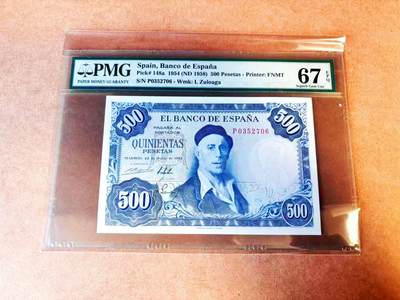 PMG
PAPER MONEY GUARANTY
Spain, Banco de España
Pick# 148a 1954 (ND 1958) 500 Pesetas - Printer: FNMT
S/N P0352706 - Wmk: I. Zuloaga
67 EPQ
Superb Gem Unc
500
500
EL BANCO DE ESPAÑA
PAGARÁ AL
PORTADOR
P0352706
QUINIENTAS
PESETAS
500
500